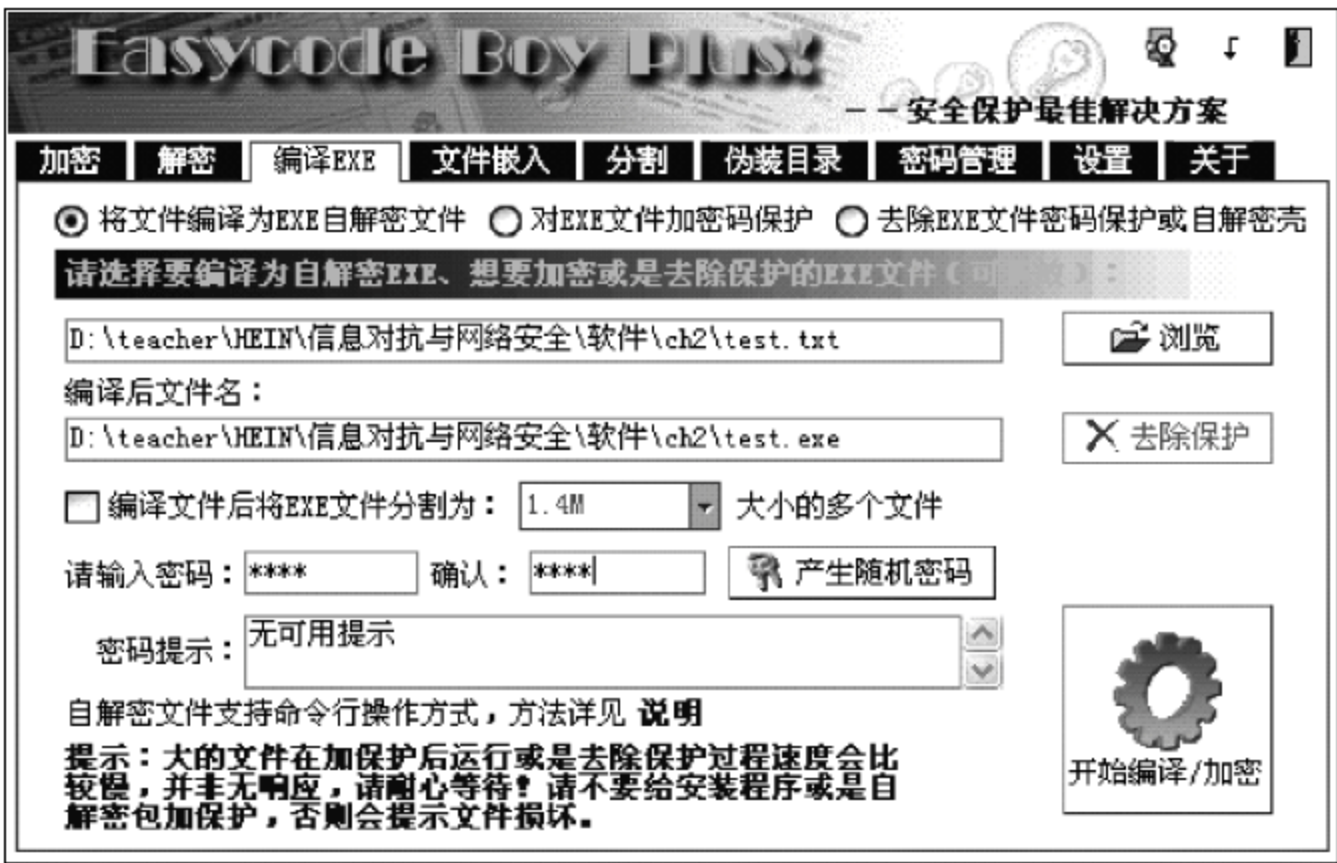 Easycode Boy Plus!
－－安全保护最佳解决方案
加密 解密 编译EXE 文件嵌入 分割 伪装目录 密码管理 设置 关于
将文件编译为EXE自解密文件 对EXE文件加密码保护 去除EXE文件密码保护或自解密壳
请选择要编译为自解密EXE、想要加密或是去除保护的EXE文件（可
D:\teacher\HEIN\信息对抗与网络安全\软件\ch2\test.txt 浏览
编译后文件名：
D:\teacher\HEIN\信息对抗与网络安全\软件\ch2\test.exe 去除保护
编译文件后将EXE文件分割为： 1.4M 大小的多个文件
请输入密码：**** 确认：**** 产生随机密码
密码提示：无可用提示
自解密文件支持命令行操作方式，方法详见 说明
提示：大的文件在加保护后运行或是去除保护过程速度会比
较慢，并非无响应，请耐心等待！请不要给安装程序或是自
解密包加保护，否则会提示文件损坏。
开始编译/加密